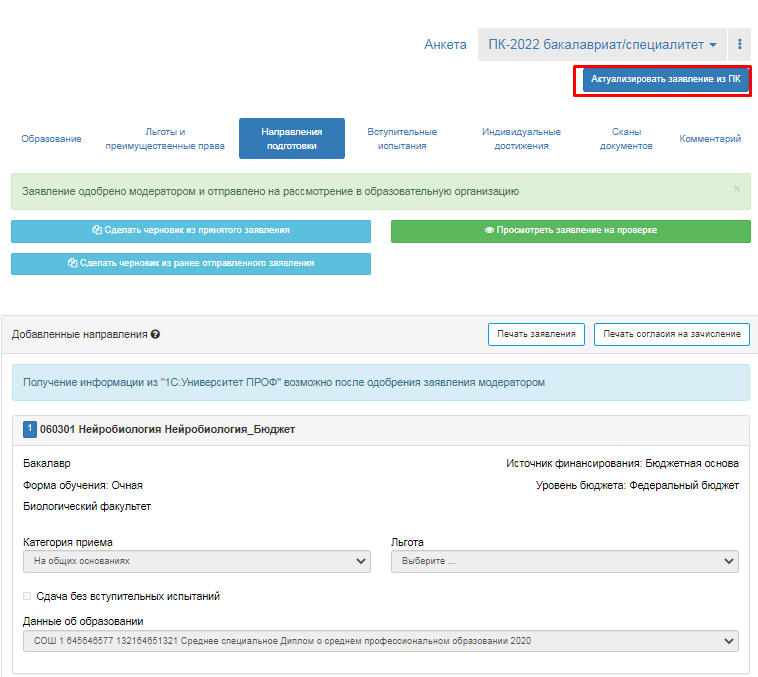 Анкета
ПК-2022 бакалавриат/специалитет
Актуализировать заявление из ПК
Образование
Льготы и преимущественные права
Направления подготовки
Вступительные испытания
Индивидуальные достижения
Сканы документов
Комментарий
Заявление одобрено модератором и отправлено на рассмотрение в образовательную организацию ×
Сделать черновик из принятого заявления
Просмотреть заявление на проверке
Сделать черновик из ранее отправленного заявления
Добавленные направления
Печать заявления
Печать согласия на зачисление
Получение информации из "1С:Университет ПРОФ" возможно после одобрения заявления модератором
1 060301 Нейробиология Нейробиология_Бюджет
Бакалавр
Источник финансирования: Бюджетная основа
Форма обучения: Очная
Уровень бюджета: Федеральный бюджет
Биологический факультет
Категория приема
Льгота
На общих основаниях
Выберите ...
Сдача без вступительных испытаний
Данные об образовании
СОШ 1 645646577 132164651321 Среднее специальное Диплом о среднем профессиональном образовании 2020